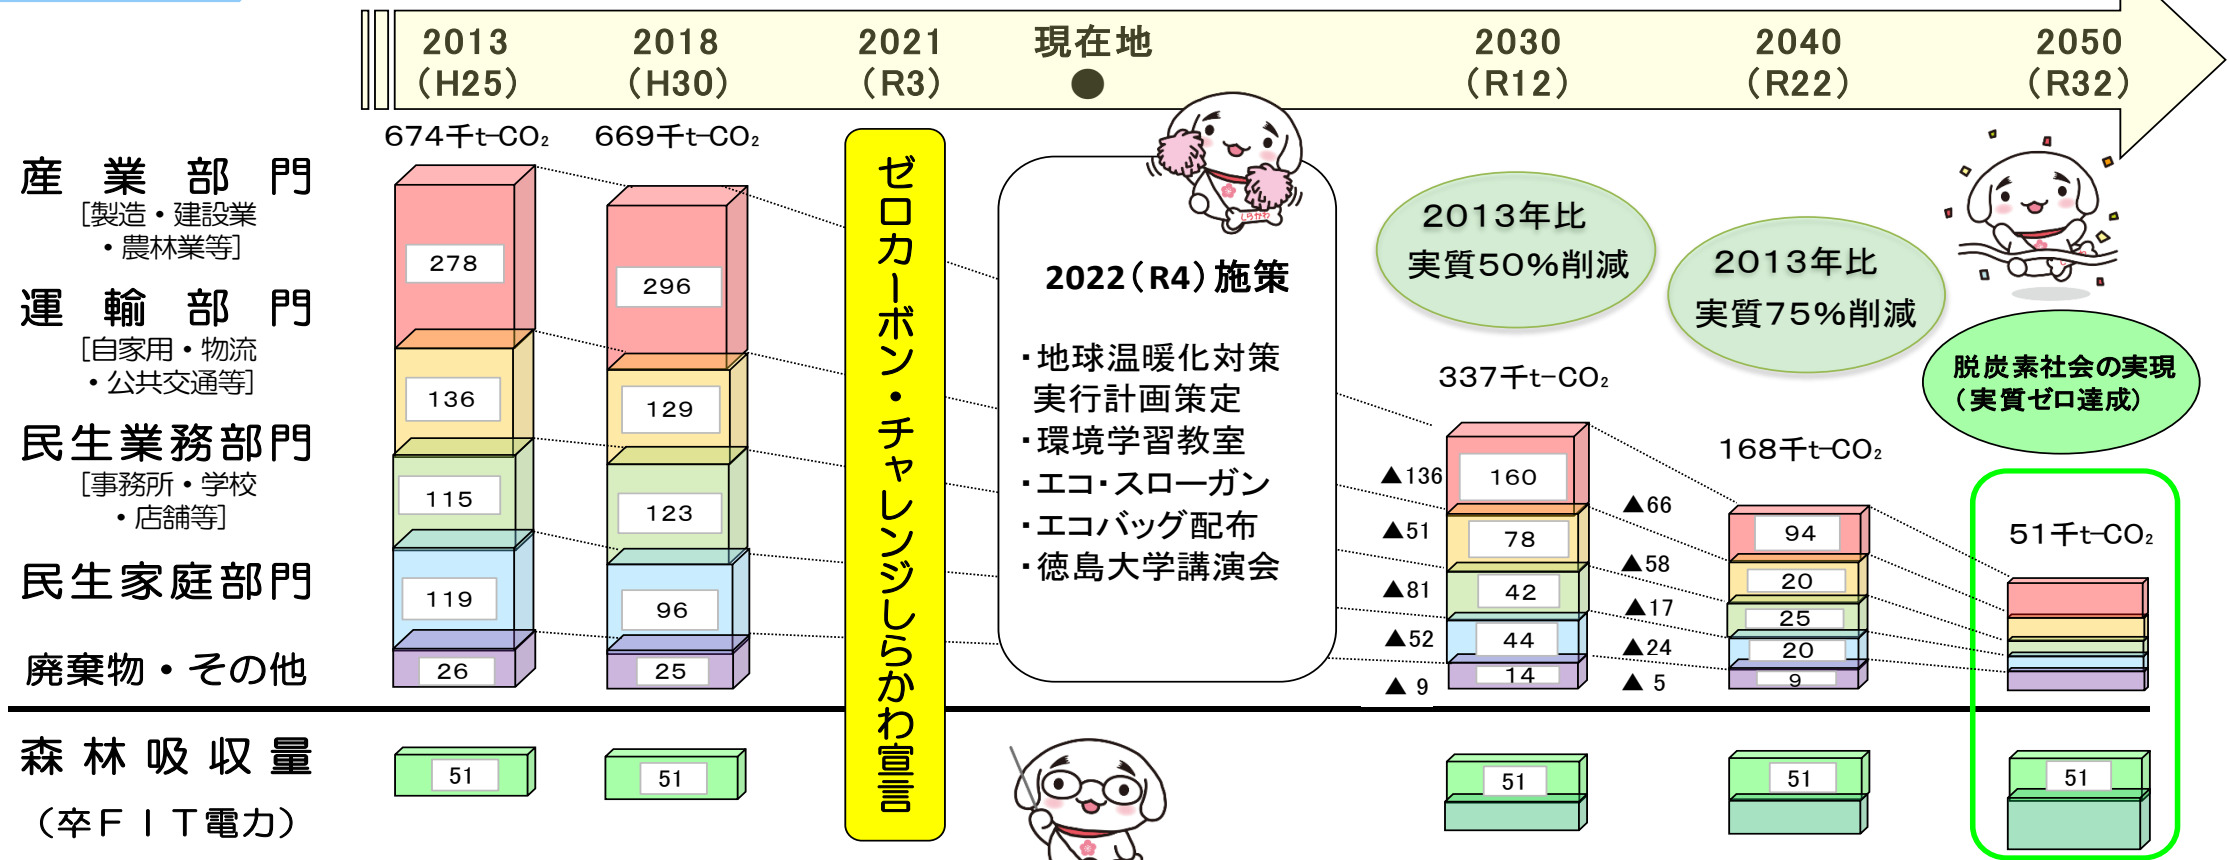 2013
(H25)
2018
(H30)
2021
(R3)
現在地
●
2030
(R12)
2040
(R22)
2050
(R32)
674千t-CO₂
669千t-CO₂
産業部門
[製造・建設業
・農林業等]
運輸部門
[自家用・物流
・公共交通等]
民生業務部門
[事務所・学校
・店舗等]
民生家庭部門
廃棄物・その他
森林吸収量
（卒ＦＩＴ電力）
278
136
115
119
26
51
296
129
123
96
25
51
ゼロカーボン・チャレンジしらかわ宣言
しらかわ
2022（R4）施策
・地球温暖化対策
実行計画策定
・環境学習教室
・エコ・スローガン
・エコバッグ配布
・徳島大学講演会
2013年比
実質50%削減
337千t-CO₂
▲136
▲51
▲81
▲52
▲ 9
160
78
42
44
14
51
2013年比
実質75%削減
168千t-CO₂
▲66
▲58
▲17
▲24
▲ 5
94
20
25
20
9
51
脱炭素社会の実現
（実質ゼロ達成）
51千t-CO₂
51